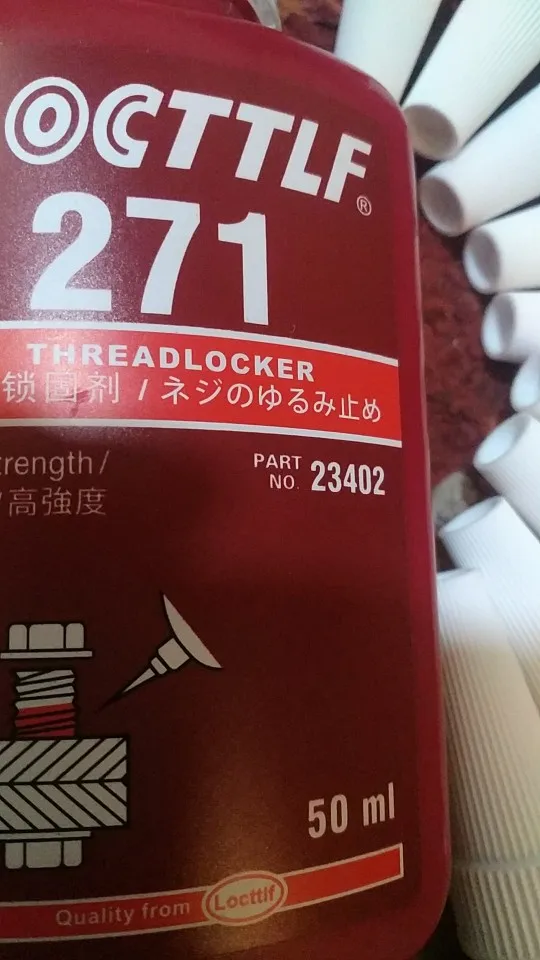 OCTTLF®
271
THREADLOCKER
锁固剂 / ネジのゆるみ止め
trength/
PART NO. 23402
/高強度
50 ml
Quality from Locttlf